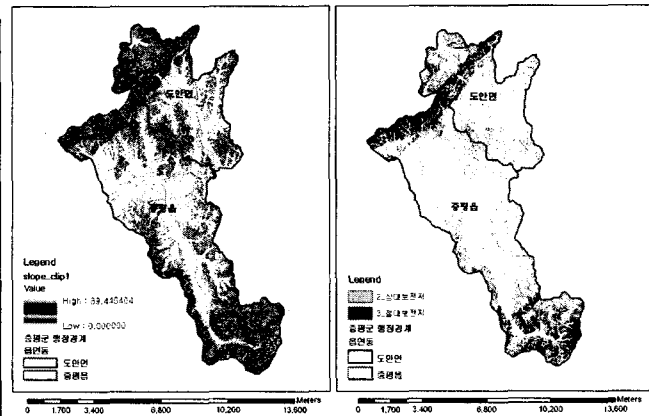 도안면
증평읍
Legend
slope_clip1
Value
High : 89.445404
Low : 0.000000
증평군 행정경계
읍면동
도안면
증평읍
Meters
0 1,700 3,400 6,800 10,200 13,600
도안면
증평읍
Legend
2_상대보전지
3_절대보전지
증평군 행정경계
읍면동
도안면
증평읍
Meters
0 1,700 3,400 6,800 10,200 13,600